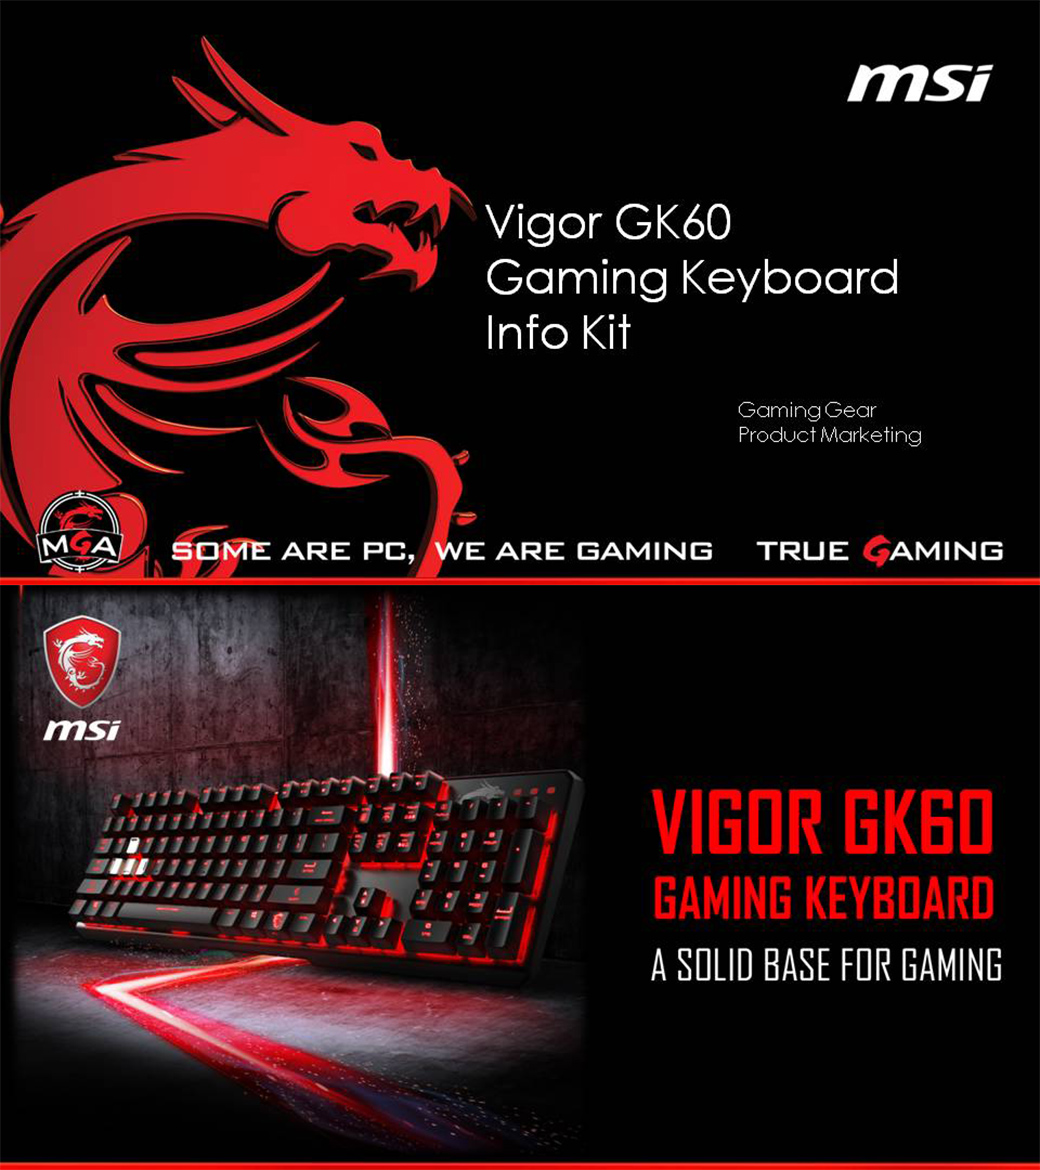 msi
Vigor GK60
Gaming Keyboard
Info Kit
Gaming Gear
Product Marketing
MGA
SOME ARE PC, WE ARE GAMING
TRUE GAMING
msi
VIGOR GK60
GAMING KEYBOARD
A SOLID BASE FOR GAMING